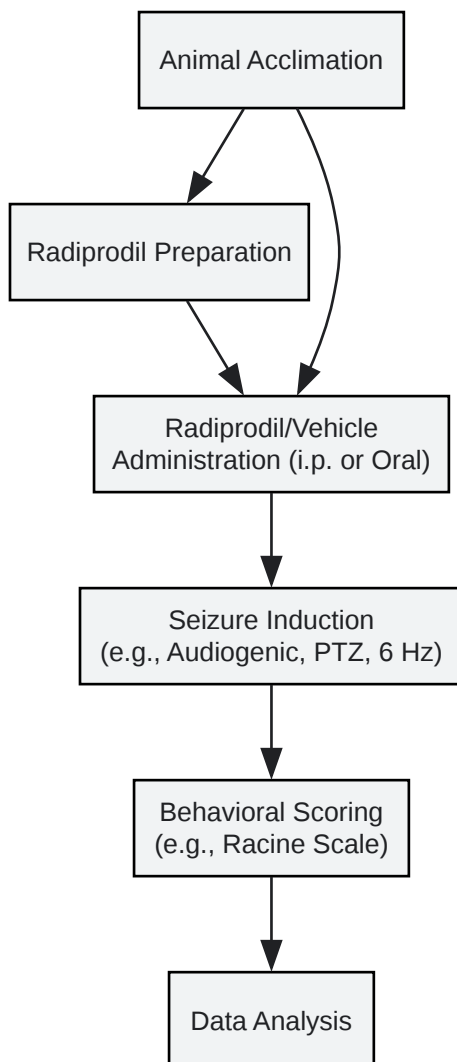 Animal Acclimation
Radiprodil Preparation
Radiprodil/Vehicle
Administration (i.p. or Oral)
Seizure Induction
(e.g., Audiogenic, PTZ, 6 Hz)
Behavioral Scoring
(e.g., Racine Scale)
Data Analysis